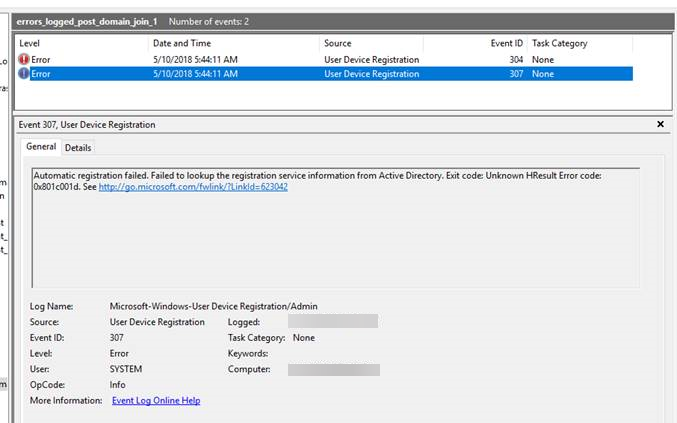 errors_logged_post_domain_join_1 Number of events: 2
Level Date and Time Source Event ID Task Category
Error 5/10/2018 5:44:11 AM User Device Registration 304 None
Error 5/10/2018 5:44:11 AM User Device Registration 307 None
Event 307, User Device Registration
General Details
Automatic registration failed. Failed to lookup the registration service information from Active Directory. Exit code: Unknown HResult Error code:
0x801c001d. See http://go.microsoft.com/fwlink/?LinkId=623042
Log Name: Microsoft-Windows-User Device Registration/Admin
Source: User Device Registration Logged:
Event ID: 307 Task Category: None
Level: Error Keywords:
User: SYSTEM Computer:
OpCode: Info
More Information: Event Log Online Help